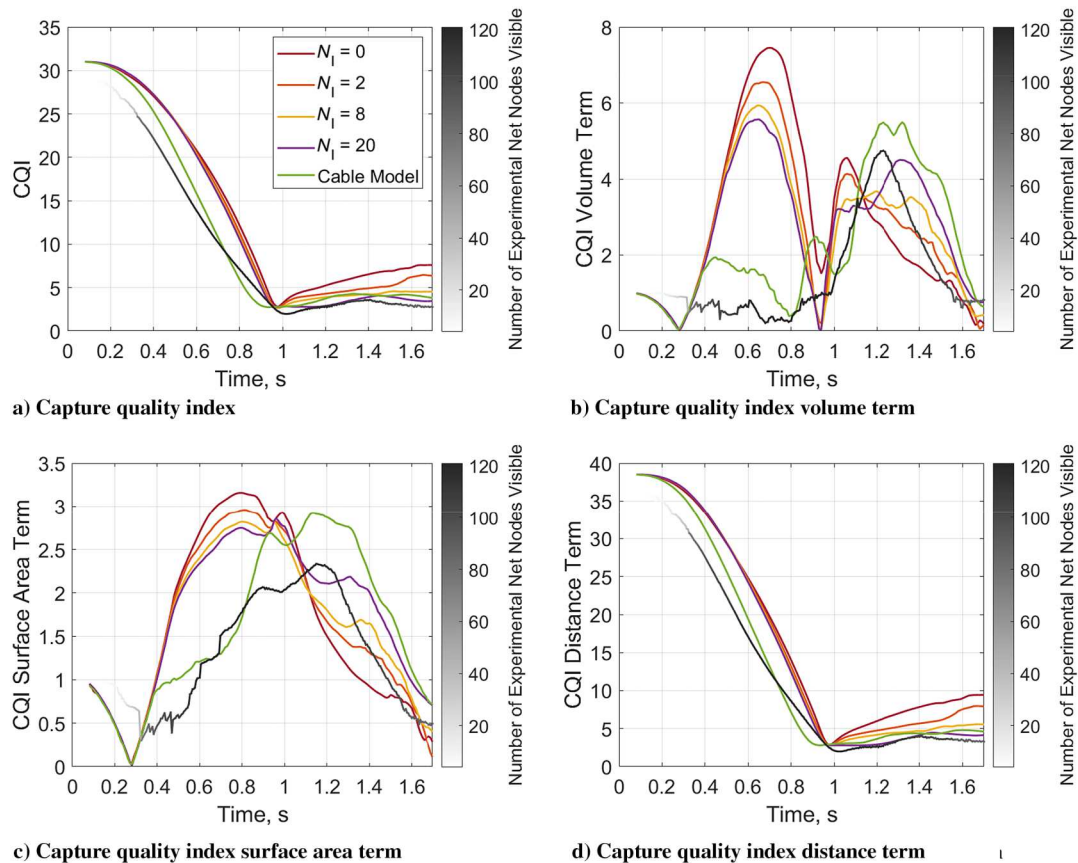 35
30
25
20
15
10
5
0
CQI
0 0.2 0.4 0.6 0.8 1 1.2 1.4 1.6
Time, s
N_I = 0
N_I = 2
N_I = 8
N_I = 20
Cable Model
120
100
80
60
40
20
Number of Experimental Net Nodes Visible
a) Capture quality index
8
6
4
2
0
CQI Volume Term
0 0.2 0.4 0.6 0.8 1 1.2 1.4 1.6
Time, s
120
100
80
60
40
20
Number of Experimental Net Nodes Visible
b) Capture quality index volume term
3.5
3
2.5
2
1.5
1
0.5
0
CQI Surface Area Term
0 0.2 0.4 0.6 0.8 1 1.2 1.4 1.6
Time, s
120
100
80
60
40
20
Number of Experimental Net Nodes Visible
c) Capture quality index surface area term
40
35
30
25
20
15
10
5
0
CQI Distance Term
0 0.2 0.4 0.6 0.8 1 1.2 1.4 1.6
Time, s
120
100
80
60
40
20
Number of Experimental Net Nodes Visible
d) Capture quality index distance term